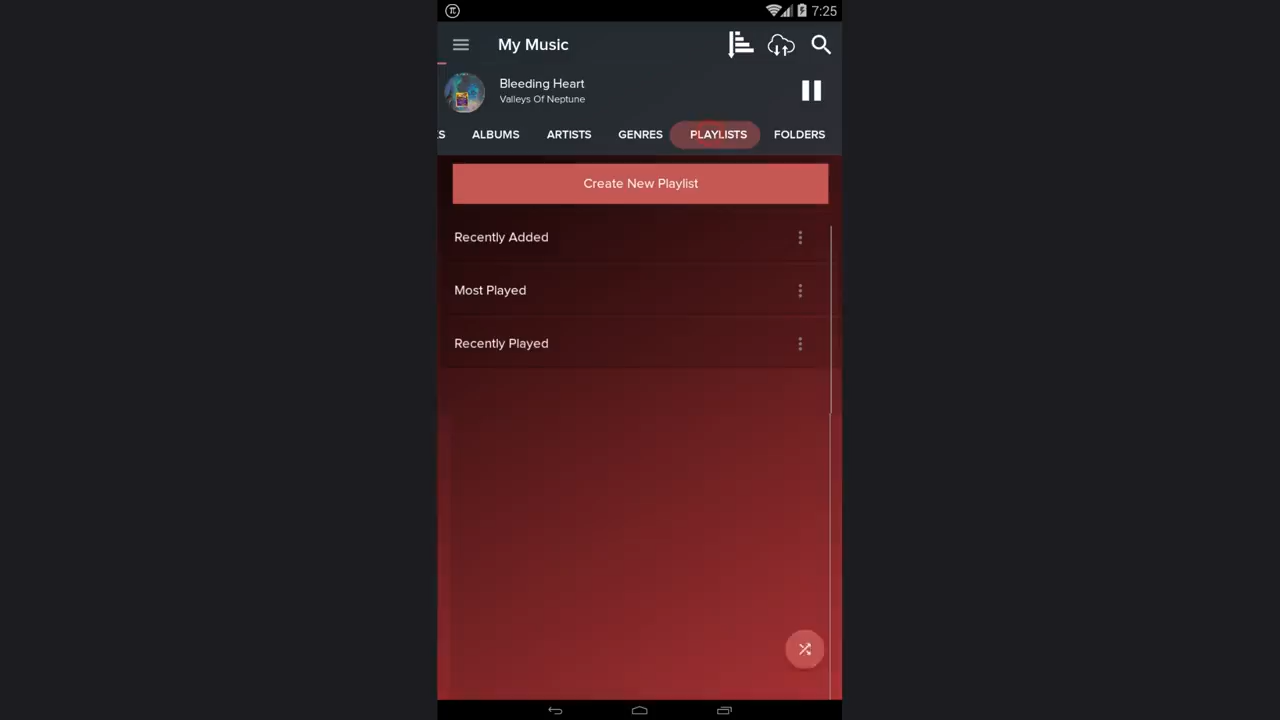 7:25
My Music
Bleeding Heart
Valleys Of Neptune
S ALBUMS ARTISTS GENRES PLAYLISTS FOLDERS
Create New Playlist
Recently Added
Most Played
Recently Played